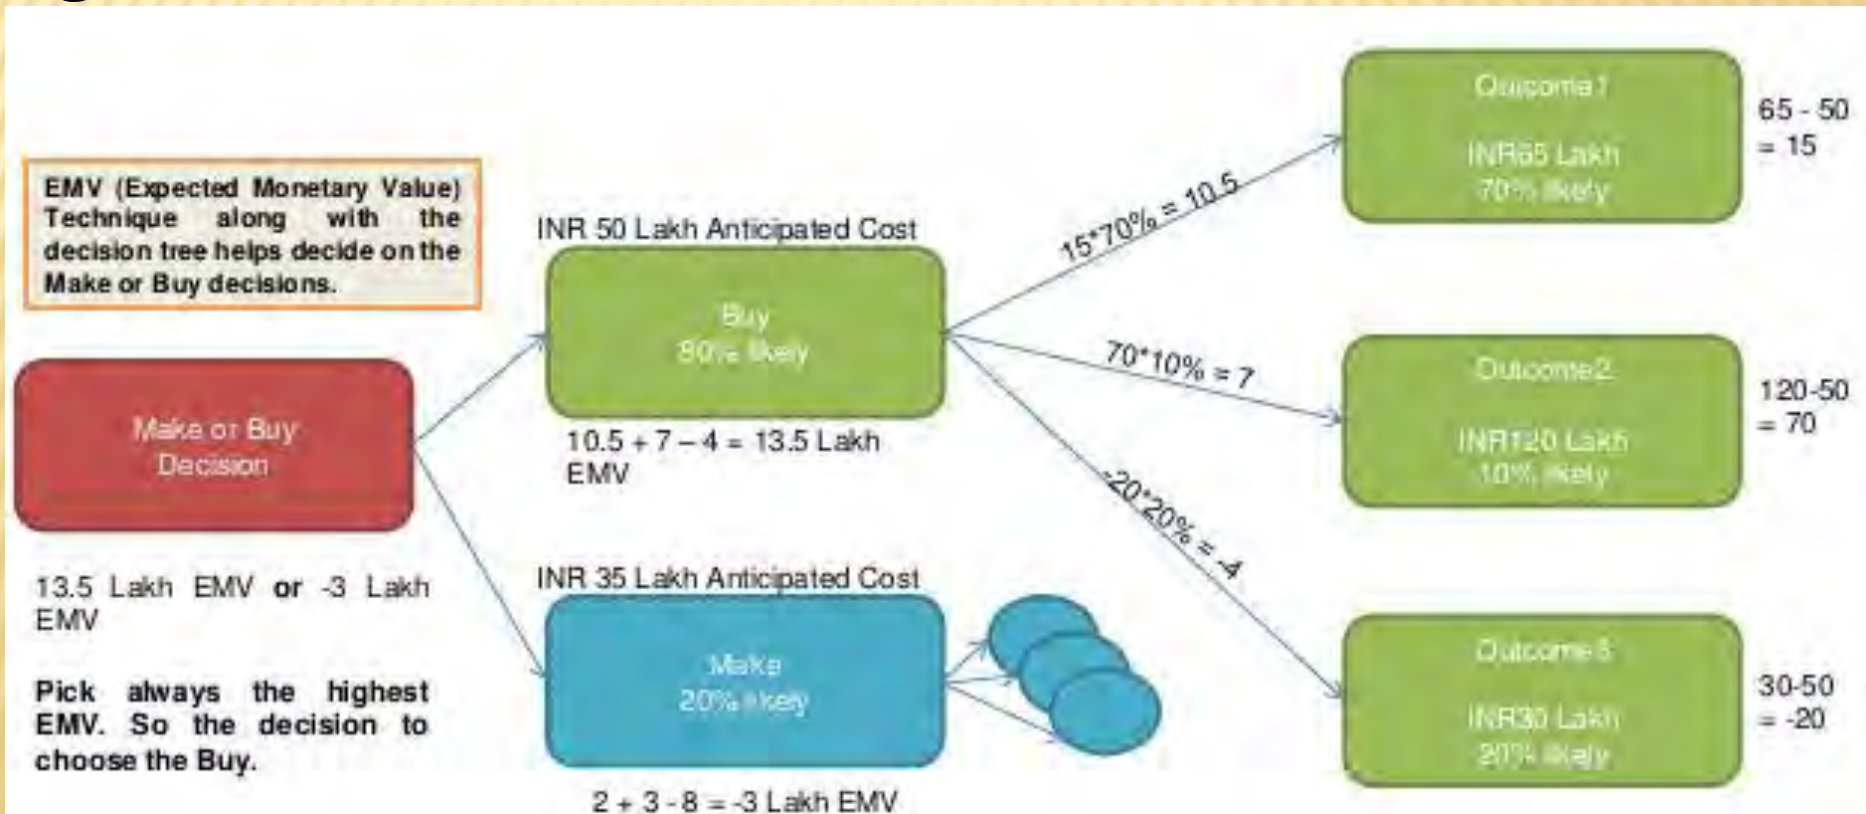 EMV (Expected Monetary Value)
Technique along with the
decision tree helps decide on the
Make or Buy decisions.
Make or Buy
Decision
13.5 Lakh EMV or -3 Lakh
EMV
Pick always the highest
EMV. So the decision to
choose the Buy.
INR 50 Lakh Anticipated Cost
Buy
80% likely
10.5 + 7 – 4 = 13.5 Lakh
EMV
INR 35 Lakh Anticipated Cost
Make
20% likely
2 + 3 - 8 = -3 Lakh EMV
15*70% = 10.5
70*10% = 7
-20*20% = -4
Outcome1
INR65 Lakh
70% likely
65 - 50
= 15
Outcome2
INR120 Lakh
10% likely
120-50
= 70
Outcome3
INR30 Lakh
20% likely
30-50
= -20